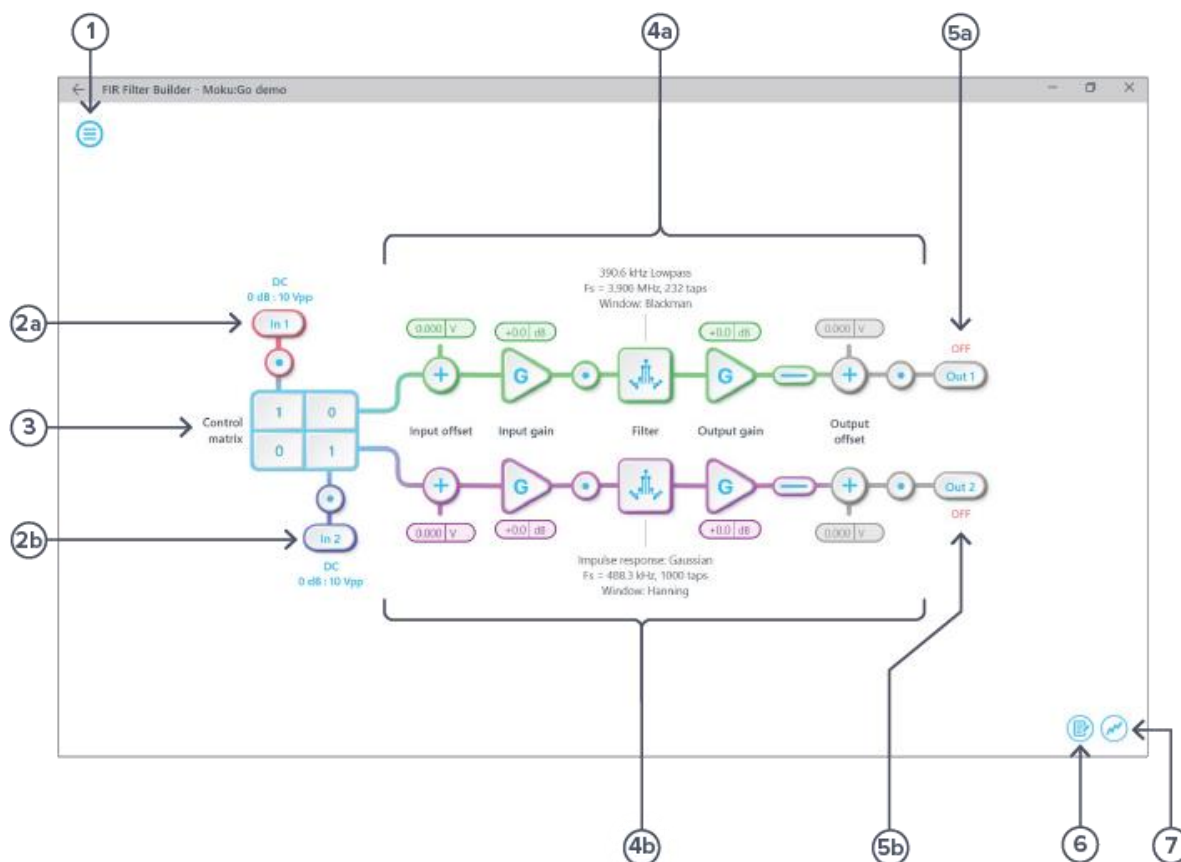 1
4a
5a
FIR Filter Builder - Moku:Go demo
390.6 kHz Lowpass
Fs = 3.906 MHz, 232 taps
Window: Blackman
DC
0 dB : 10 Vpp
2a
In 1
0.000 V
+0.0 dB
+0.0 dB
0.000 V
OFF
G
G
Out 1
3
Control
matrix
1 0
0 1
Input offset
Input gain
Filter
Output gain
Output
offset
G
G
Out 2
2b
In 2
0.000 V
+0.0 dB
+0.0 dB
0.000 V
OFF
DC
0 dB : 10 Vpp
Impulse response: Gaussian
Fs = 488.3 kHz, 1000 taps
Window: Hanning
4b
5b
6
7